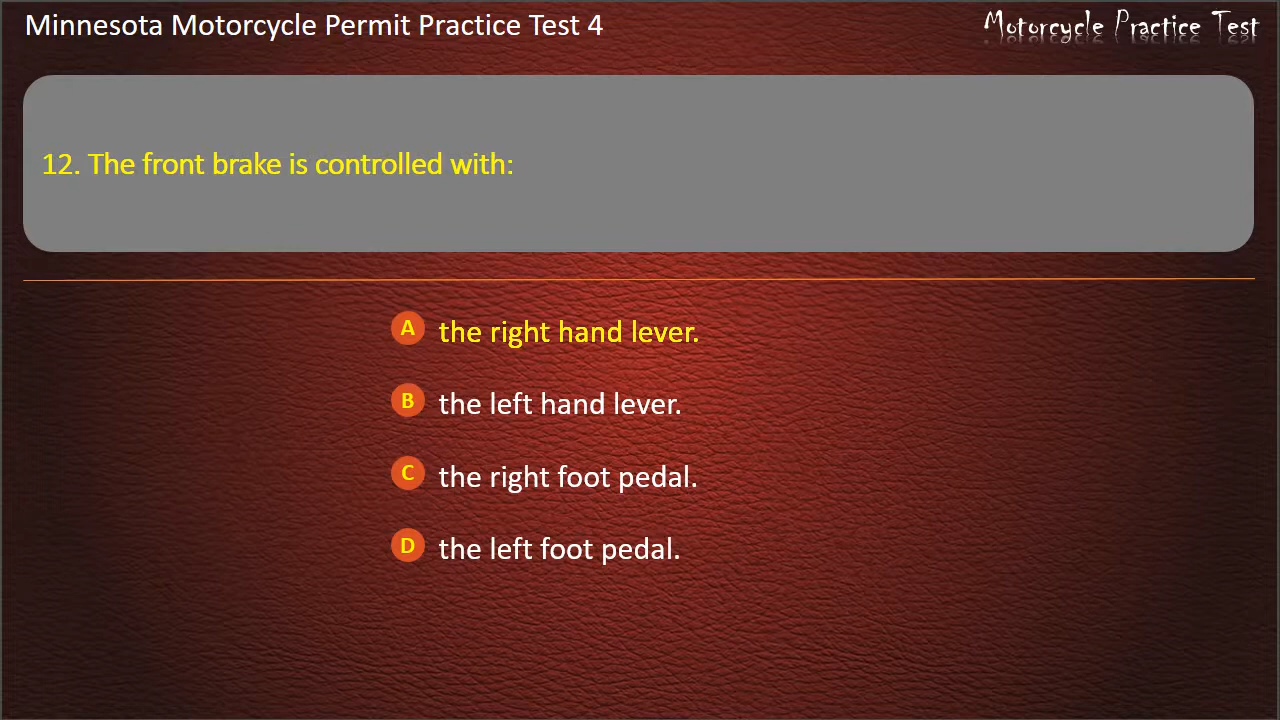 Minnesota Motorcycle Permit Practice Test 4
Motorcycle Practice Test
12. The front brake is controlled with:
A the right hand lever.
B the left hand lever.
C the right foot pedal.
D the left foot pedal.